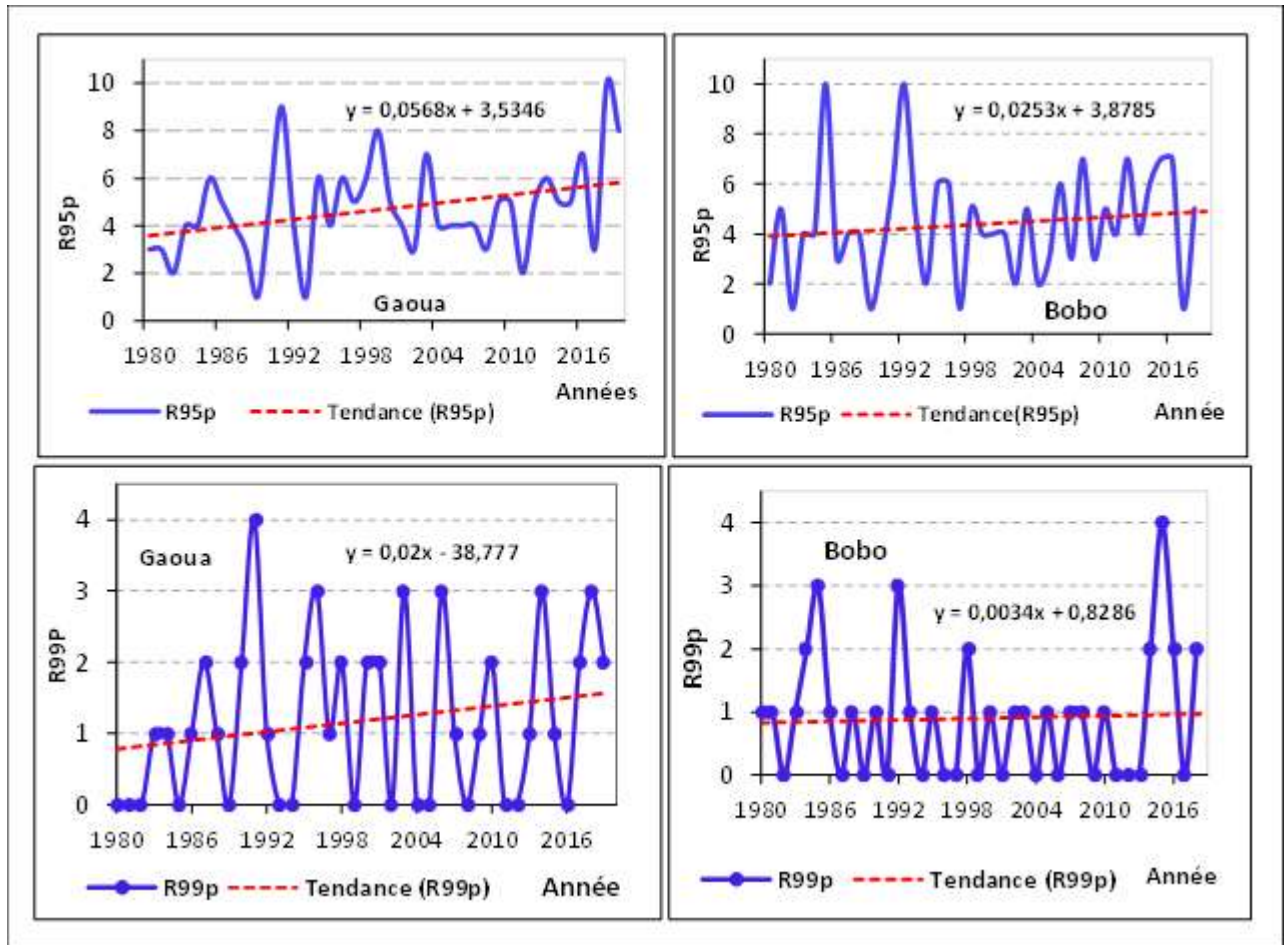 10
8
6
4
2
0
R95p
y = 0,0568x + 3,5346
Gaoua
1980 1986 1992 1998 2004 2010 2016
Années
R95p Tendance (R95p)
10
8
6
4
2
0
R95p
y = 0,0253x + 3,8785
Bobo
1980 1986 1992 1998 2004 2010 2016
R95p Tendance(R95p) Année
4
3
2
1
0
R99P
Gaoua
y = 0,02x - 38,777
1980 1986 1992 1998 2004 2010 2016
R99p Tendance (R99p) Année
4
3
2
1
0
R99p
Bobo
y = 0,0034x + 0,8286
1980 1986 1992 1998 2004 2010 2016
R99p Tendance (R99p) Année